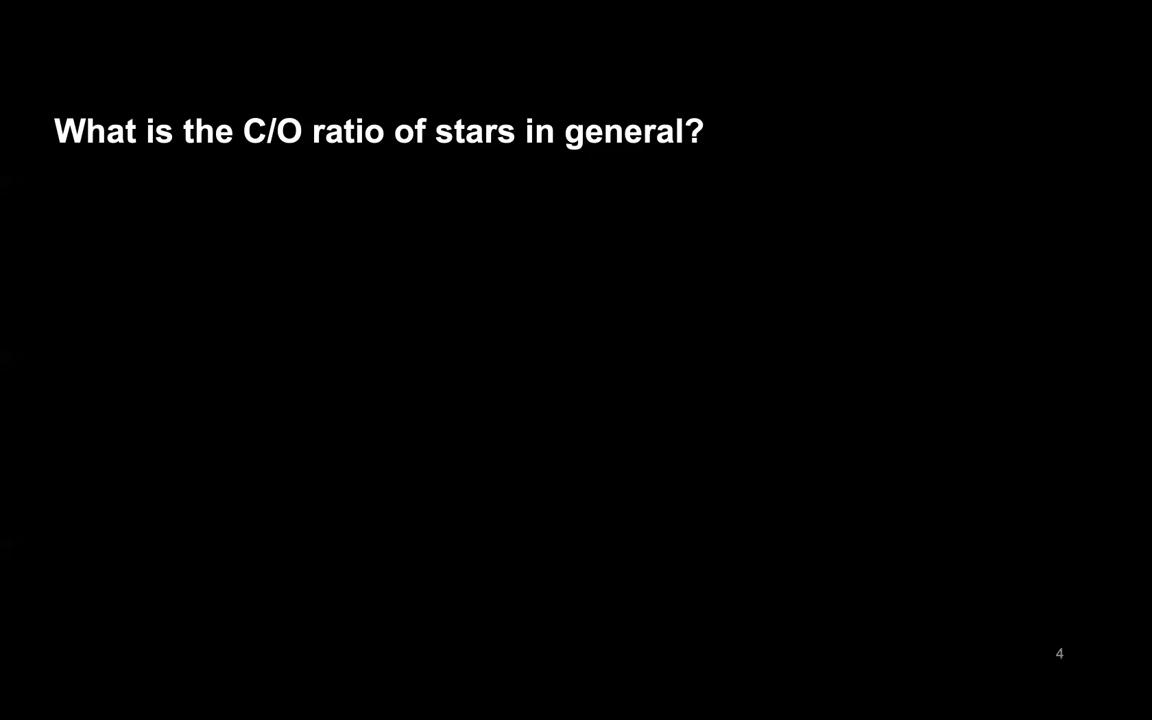 What is the C/O ratio of stars in general?
4